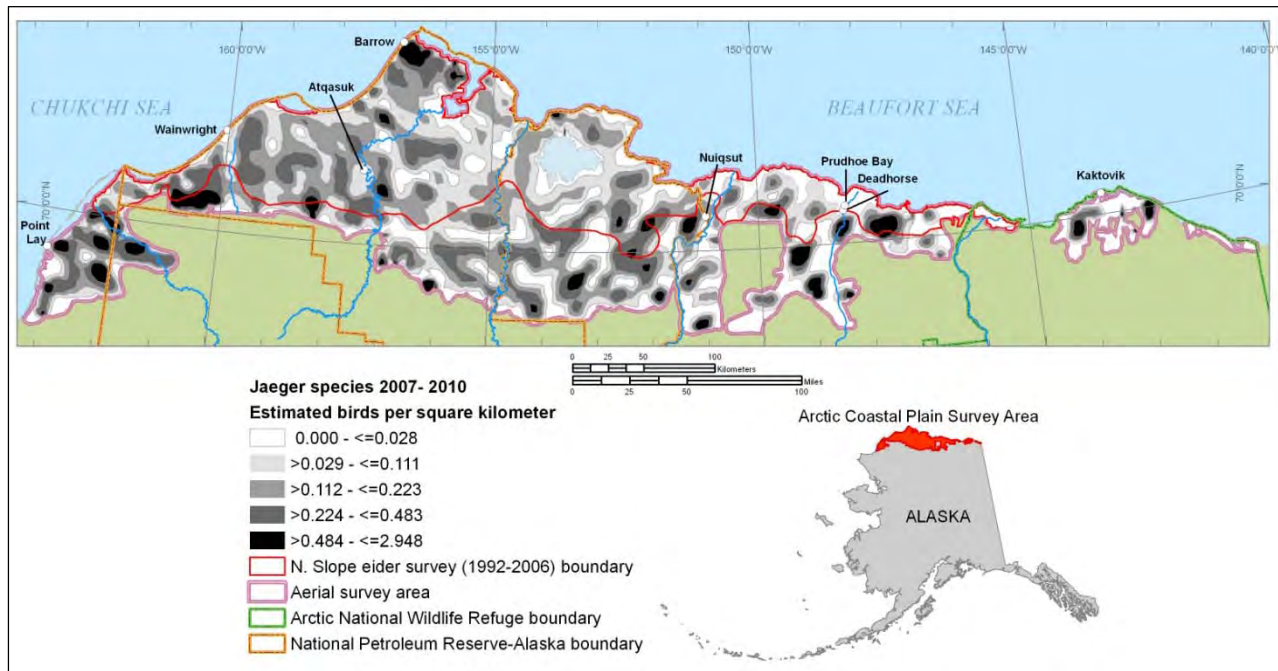 160°0'0"W
155°0'0"W
150°0'0"W
145°0'0"W
140°0'0"W
Barrow
Atqasuk
CHUKCHI SEA
BEAUFORT SEA
Wainwright
Nuiqsut
Prudhoe Bay
Deadhorse
Kaktovik
70°0'0"N
70°0'0"N
Point
Lay
0 25 50 100
Kilometers
Miles
0 25 50 100
Jaeger species 2007- 2010
Estimated birds per square kilometer
0.000 - <=0.028
>0.029 - <=0.111
>0.112 - <=0.223
>0.224 - <=0.483
>0.484 - <=2.948
N. Slope eider survey (1992-2006) boundary
Aerial survey area
Arctic National Wildlife Refuge boundary
National Petroleum Reserve-Alaska boundary
Arctic Coastal Plain Survey Area
ALASKA